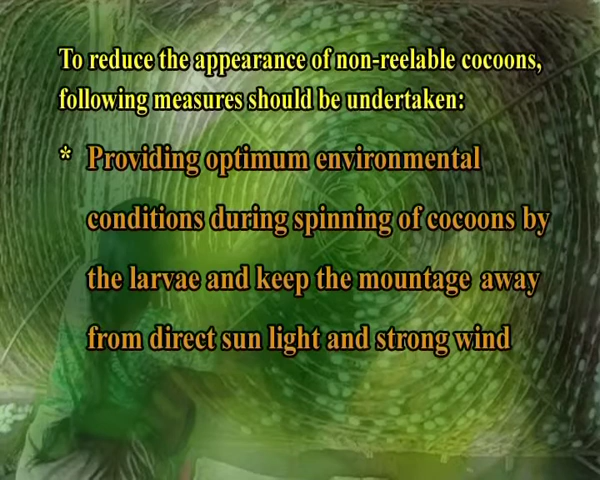 To reduce the appearance of non-reelable cocoons,
following measures should be undertaken:
* Providing optimum environmental
conditions during spinning of cocoons by
the larvae and keep the mountage away
from direct sun light and strong wind